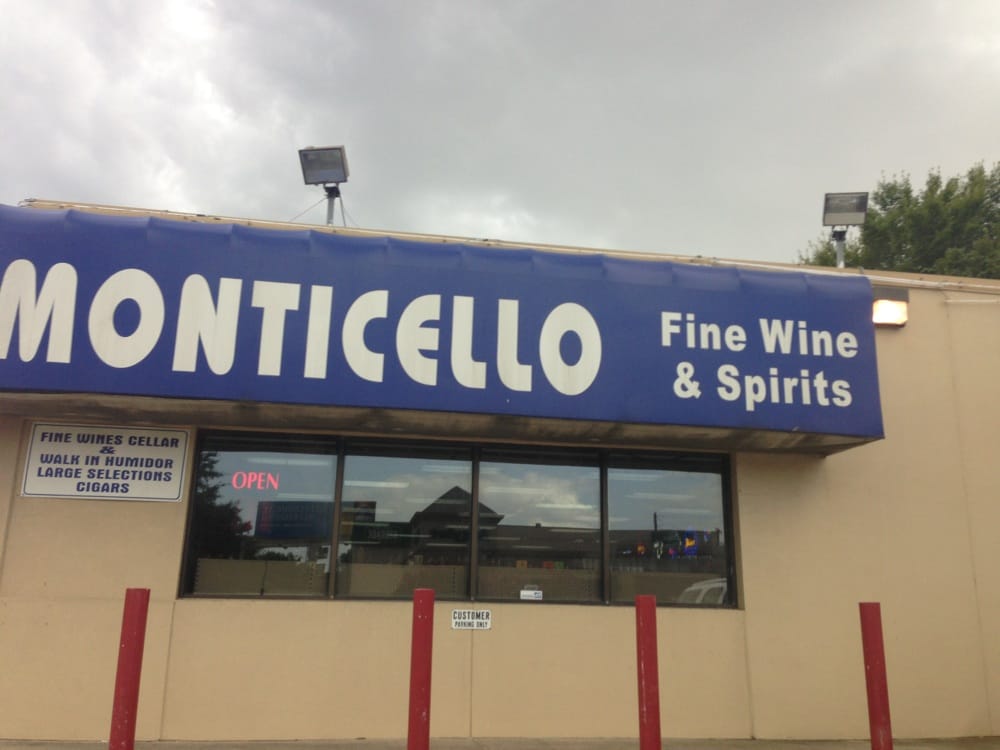 MONTICELLO
Fine Wine
& Spirits
FINE WINES CELLAR
&
WALK IN HUMIDOR
LARGE SELECTIONS
CIGARS
OPEN
CUSTOMER
PARKING ONLY